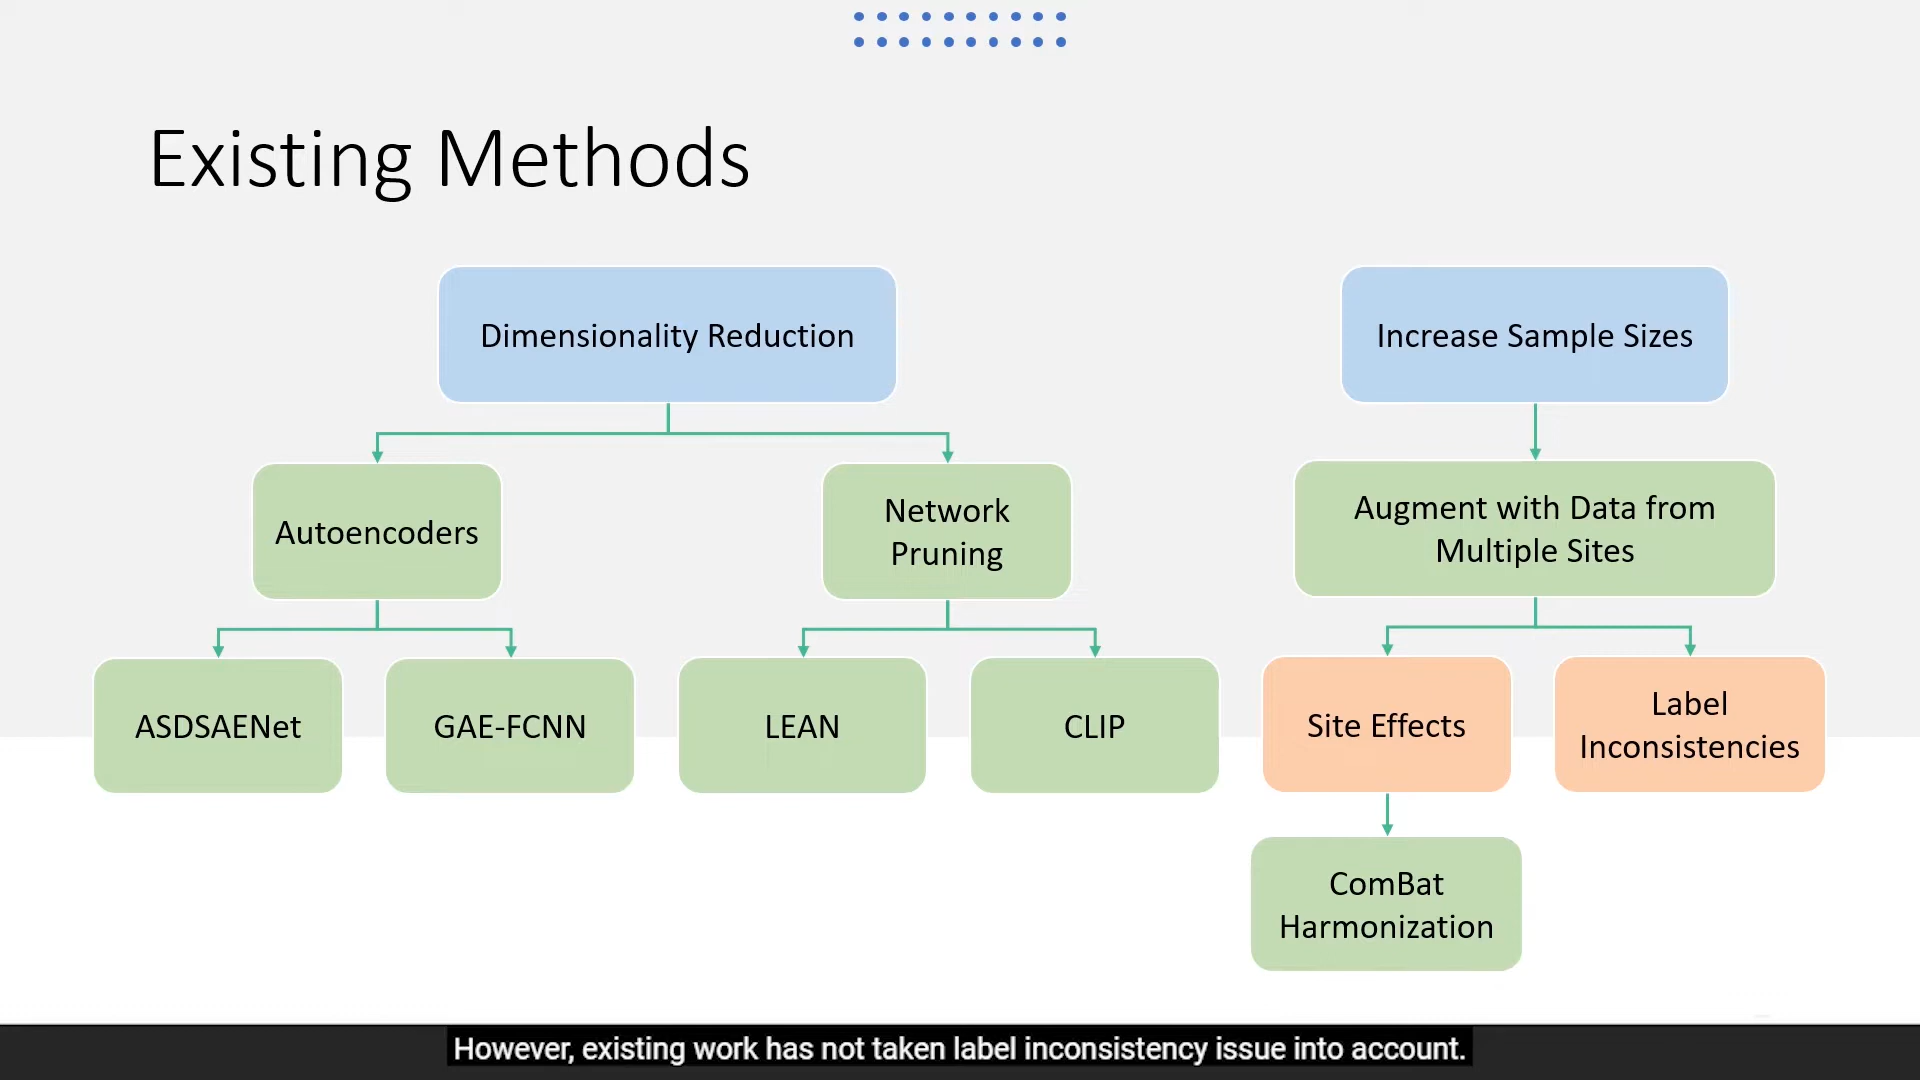 Existing Methods
Dimensionality Reduction
Increase Sample Sizes
Autoencoders
Network
Pruning
Augment with Data from
Multiple Sites
ASDSAENet
GAE-FCNN
LEAN
CLIP
Site Effects
Label
Inconsistencies
ComBat
Harmonization
However, existing work has not taken label inconsistency issue into account.